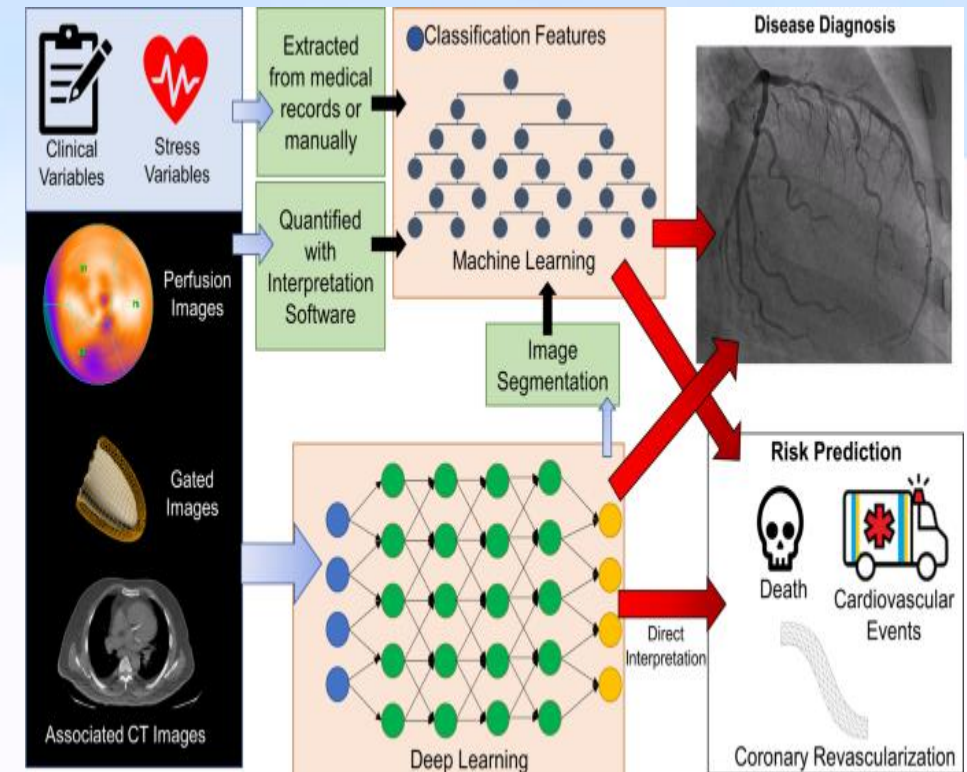 Clinical
Variables
Stress
Variables
Extracted
from medical
records or
manually
Classification Features
Machine Learning
Disease Diagnosis
Perfusion
Images
Quantified
with
Interpretation
Software
Image
Segmentation
Gated
Images
Associated CT Images
Deep Learning
Direct
Interpretation
Risk Prediction
Death
Cardiovascular
Events
Coronary Revascularization